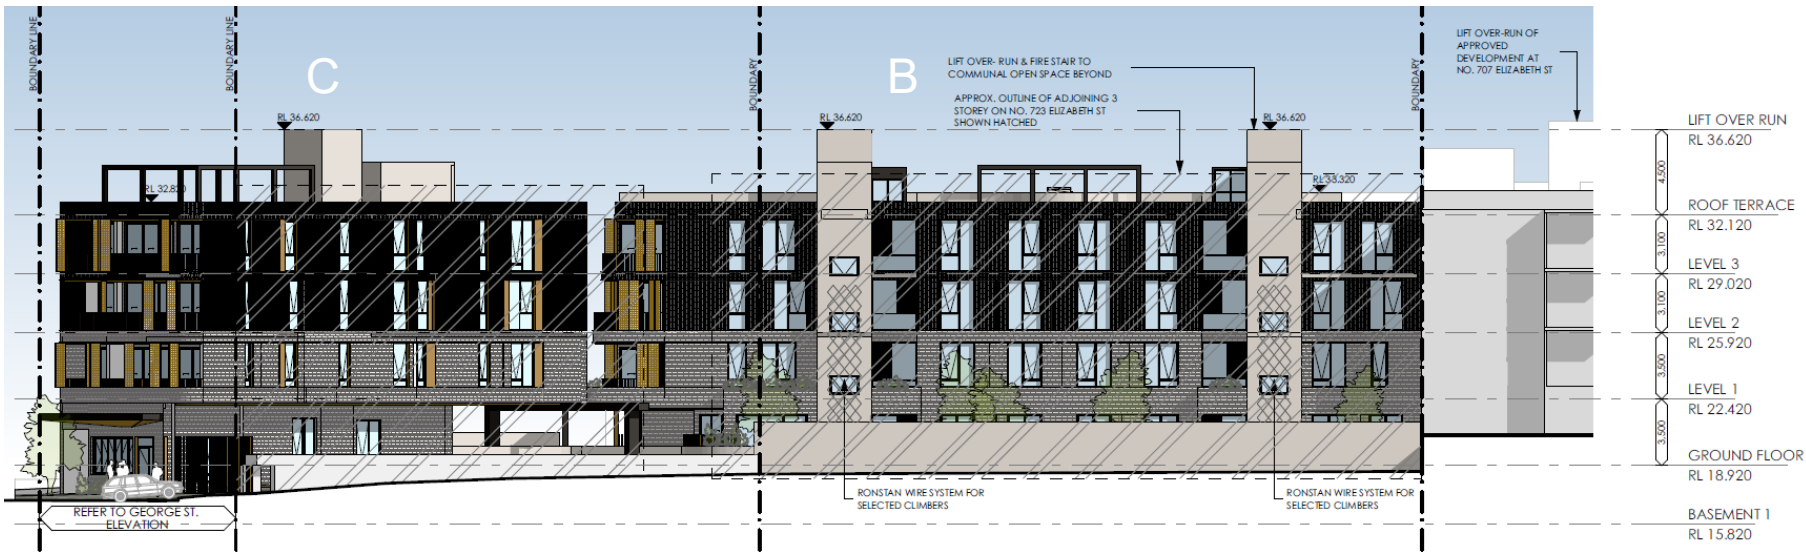 BOUNDARY LINE
BOUNDARY LINE
C
BOUNDARY
B
LIFT OVER- RUN & FIRE STAIR TO
COMMUNAL OPEN SPACE BEYOND
APPROX. OUTLINE OF ADJOINING 3
STOREY ON NO. 723 ELIZABETH ST
SHOWN HATCHED
BOUNDARY
LIFT OVER-RUN OF
APPROVED
DEVELOPMENT AT
NO. 707 ELIZABETH ST
RL 36.620
RL 36.620
RL 36.620
RL 32.820
RL 33.320
LIFT OVER RUN
RL 36.620
4.500
ROOF TERRACE
RL 32.120
3.100
LEVEL 3
RL 29.020
3.100
LEVEL 2
RL 25.920
3.500
LEVEL 1
RL 22.420
3.500
GROUND FLOOR
RL 18.920
BASEMENT 1
RL 15.820
REFER TO GEORGE ST.
ELEVATION
RONSTAN WIRE SYSTEM FOR
SELECTED CLIMBERS
RONSTAN WIRE SYSTEM FOR
SELECTED CLIMBERS